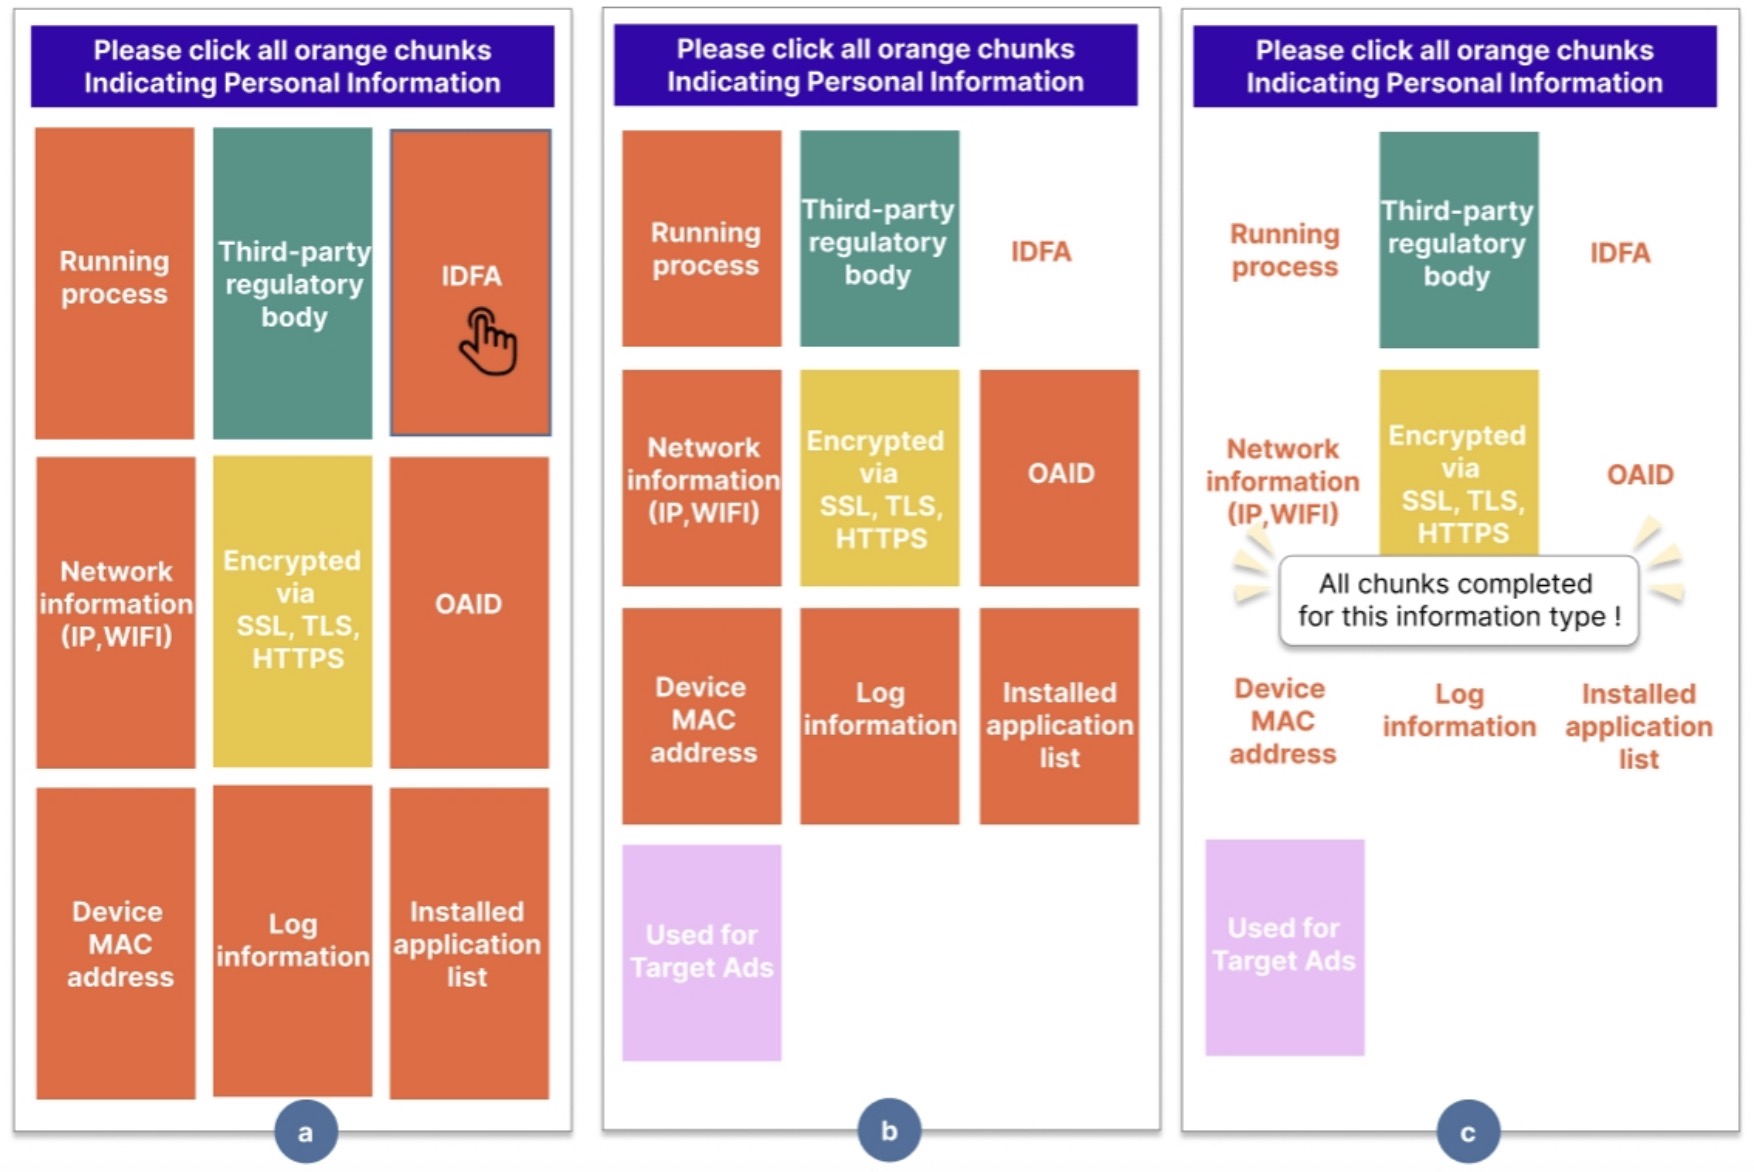 Please click all orange chunks
Indicating Personal Information
Running
process
Third-party
regulatory
body
IDFA
Network
information
(IP,WIFI)
Encrypted
via
SSL, TLS,
HTTPS
OAID
Device
MAC
address
Log
information
Installed
application
list
a
Please click all orange chunks
Indicating Personal Information
Running
process
Third-party
regulatory
body
IDFA
Network
information
(IP,WIFI)
Encrypted
via
SSL, TLS,
HTTPS
OAID
Device
MAC
address
Log
information
Installed
application
list
Used for
Target Ads
b
Please click all orange chunks
Indicating Personal Information
Running
process
Third-party
regulatory
body
IDFA
Network
information
(IP,WIFI)
Encrypted
via
SSL, TLS,
HTTPS
OAID
All chunks completed
for this information type !
Device
MAC
address
Log
information
Installed
application
list
Used for
Target Ads
c